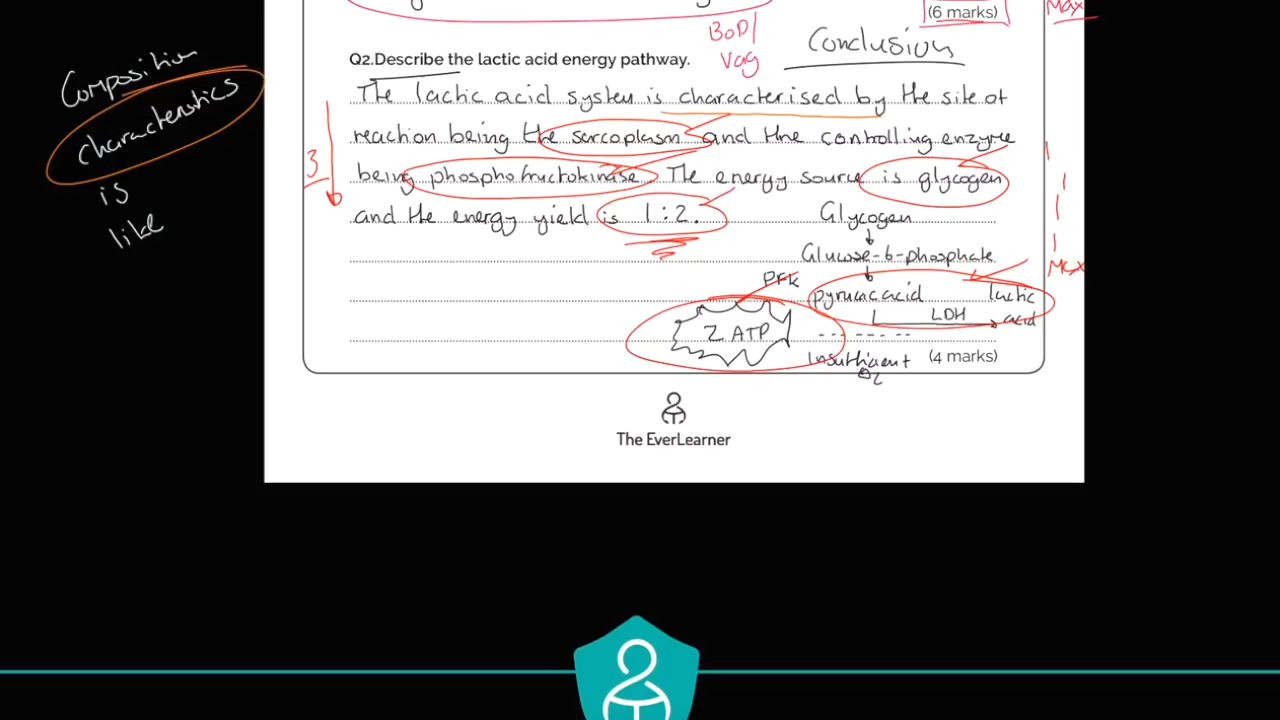 (6 marks)
Max
BOD/
Vag
Conclusion
Composition
characteristics
is
like
Q2.Describe the lactic acid energy pathway.
The lactic acid system is characterised by the site of
reaction being the sarcoplasm and the controlling enzyme
being phosphofructokinase. The energy source is glycogen
and the energy yield is 1:2.
3
Glycogen
Glucose-6-phosphate
PFK
pyruvic acid lactic
LDH acid
2 ATP
Insufficient
O2
(4 marks)
Max
The EverLearner